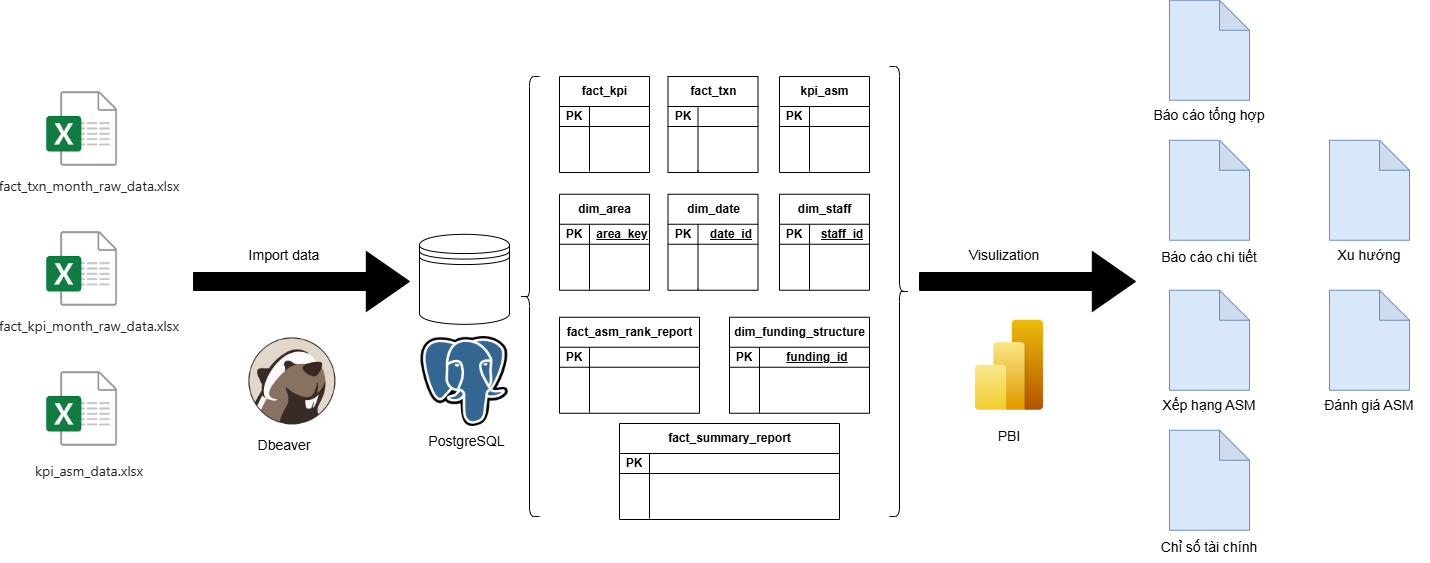 X
fact_txn_month_raw_data.xlsx
X
fact_kpi_month_raw_data.xlsx
X
kpi_asm_data.xlsx
Import data
Dbeaver
PostgreSQL
fact_kpi
PK
fact_txn
PK
kpi_asm
PK
dim_area
PK area_key
dim_date
PK date_id
dim_staff
PK staff_id
fact_asm_rank_report
PK
dim_funding_structure
PK funding_id
fact_summary_report
PK
Visulization
PBI
Báo cáo tổng hợp
Báo cáo chi tiết
Xu hướng
Xếp hạng ASM
Đánh giá ASM
Chỉ số tài chính